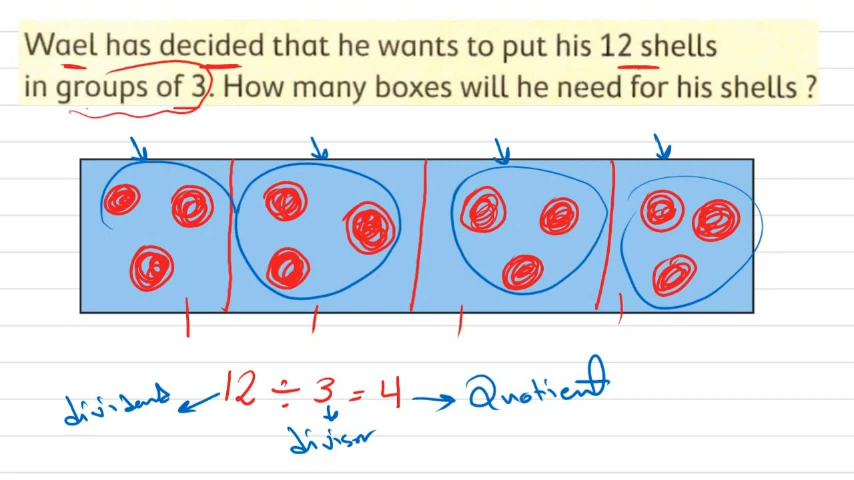 Wael has decided that he wants to put his 12 shells
in groups of 3. How many boxes will he need for his shells ?
12 ÷ 3 = 4
dividend
Quotient
divisor